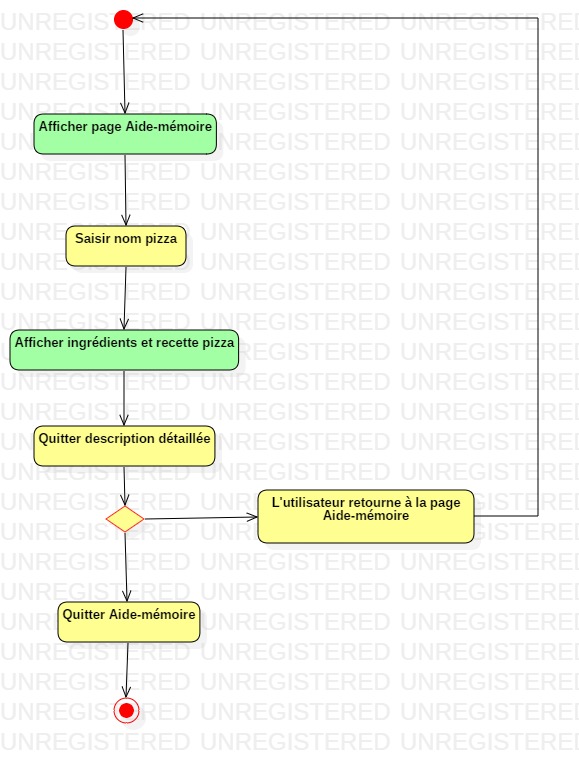 Afficher page Aide-mémoire
Saisir nom pizza
Afficher ingrédients et recette pizza
Quitter description détaillée
L'utilisateur retourne à la page
Aide-mémoire
Quitter Aide-mémoire
UNREGISTERED UNREGISTERED UNREGISTERED